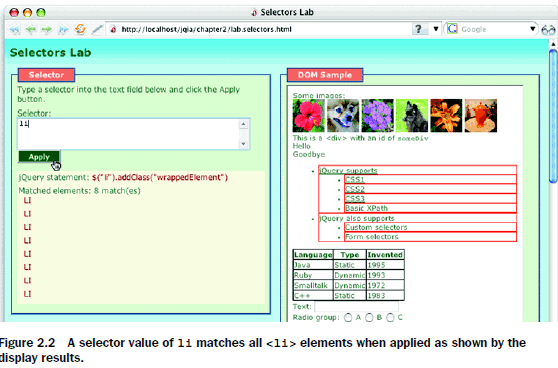 Selectors Lab
http://localhost/jqia/chapter2/lab.selectors.html
?
Google
Selectors Lab
Selector
Type a selector into the text field below and click the Apply
button.
Selector:
li
Apply
jQuery statement: $("li").addClass("wrappedElement")
Matched elements: 8 match(es)
LI
LI
LI
LI
LI
LI
LI
LI
DOM Sample
Some images:
This is a <div> with an id of someDiv
Hello
Goodbye
jQuery supports
CSS1
CSS2
CSS3
Basic XPath
jQuery also supports
Custom selectors
Form selectors
Language Type Invented
Java Static 1995
Ruby Dynamic 1993
Smalltalk Dynamic 1972
C++ Static 1983
Text:
Radio group: A B C
Figure 2.2 A selector value of li matches all <li> elements when applied as shown by the
display results.